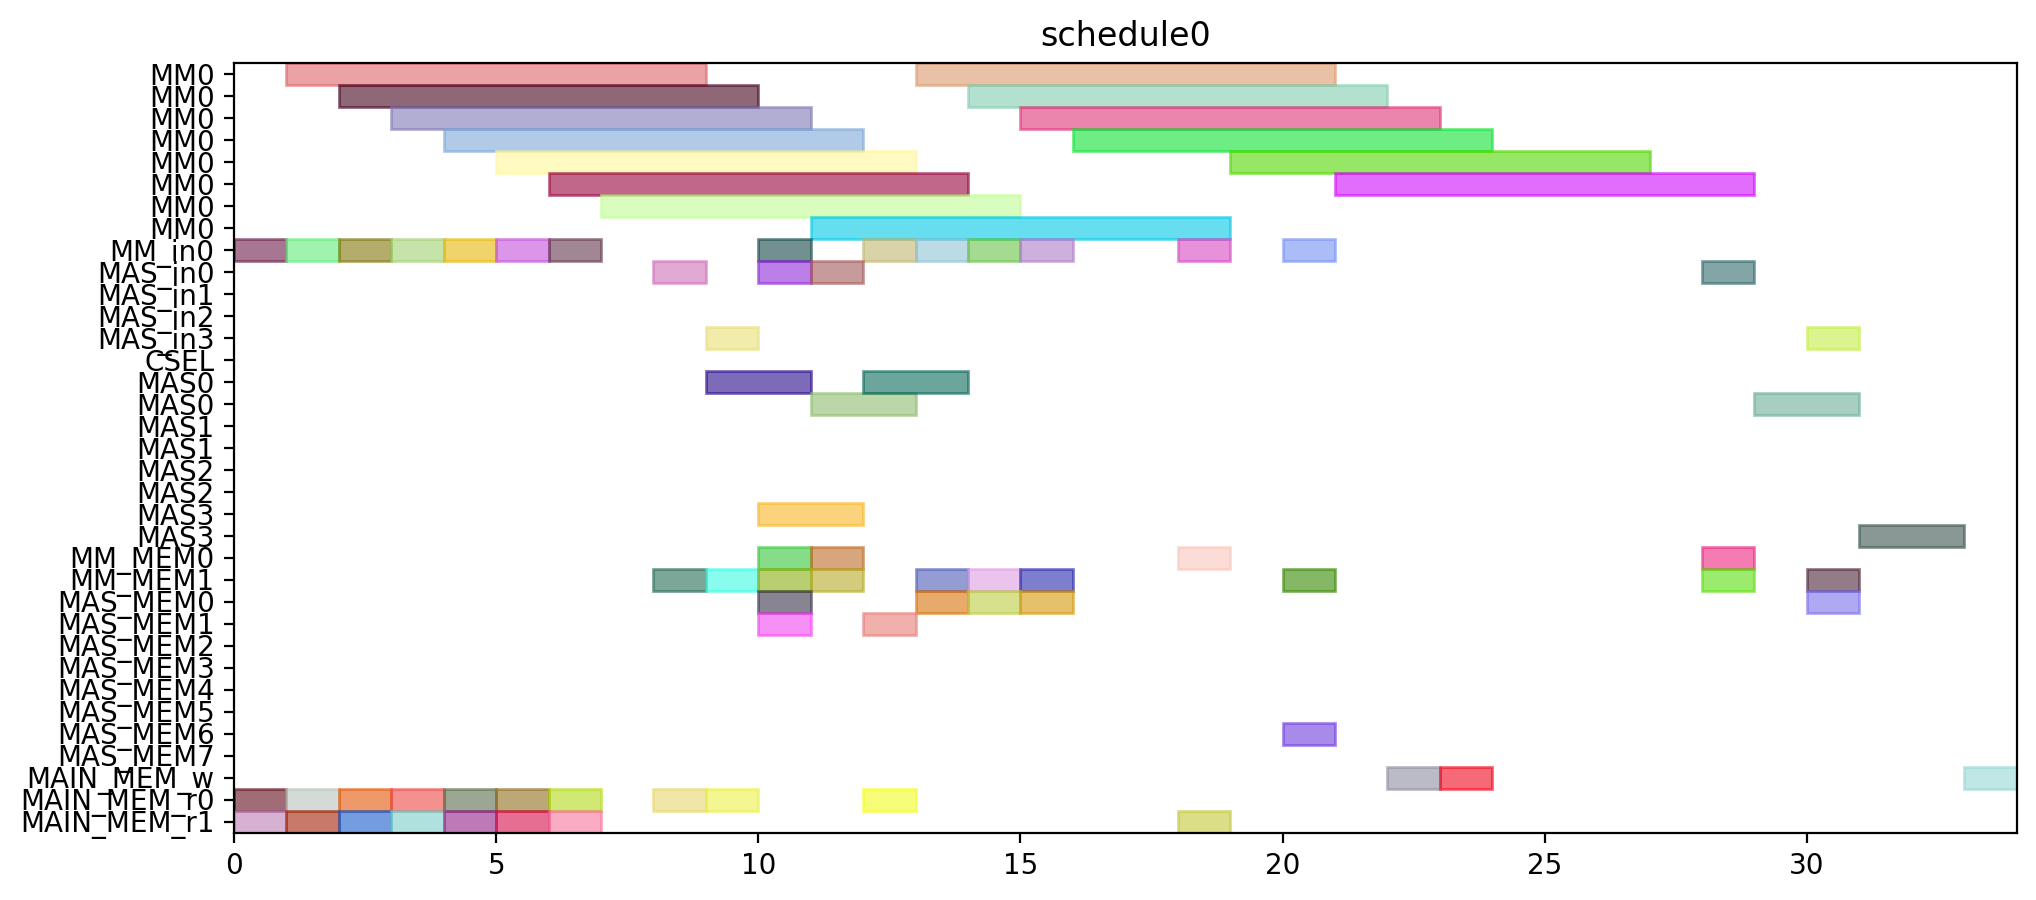 schedule0
MM0
MM0
MM0
MM0
MM0
MM0
MM0
MM0
MM_in0
MAS_in0
MAS_in1
MAS_in2
MAS_in3
CSEL
MAS0
MAS0
MAS1
MAS1
MAS2
MAS2
MAS3
MAS3
MM_MEM0
MM_MEM1
MAS_MEM0
MAS_MEM1
MAS_MEM2
MAS_MEM3
MAS_MEM4
MAS_MEM5
MAS_MEM6
MAS_MEM7
MAIN_MEM_w
MAIN_MEM_r0
MAIN_MEM_r1
0 5 10 15 20 25 30